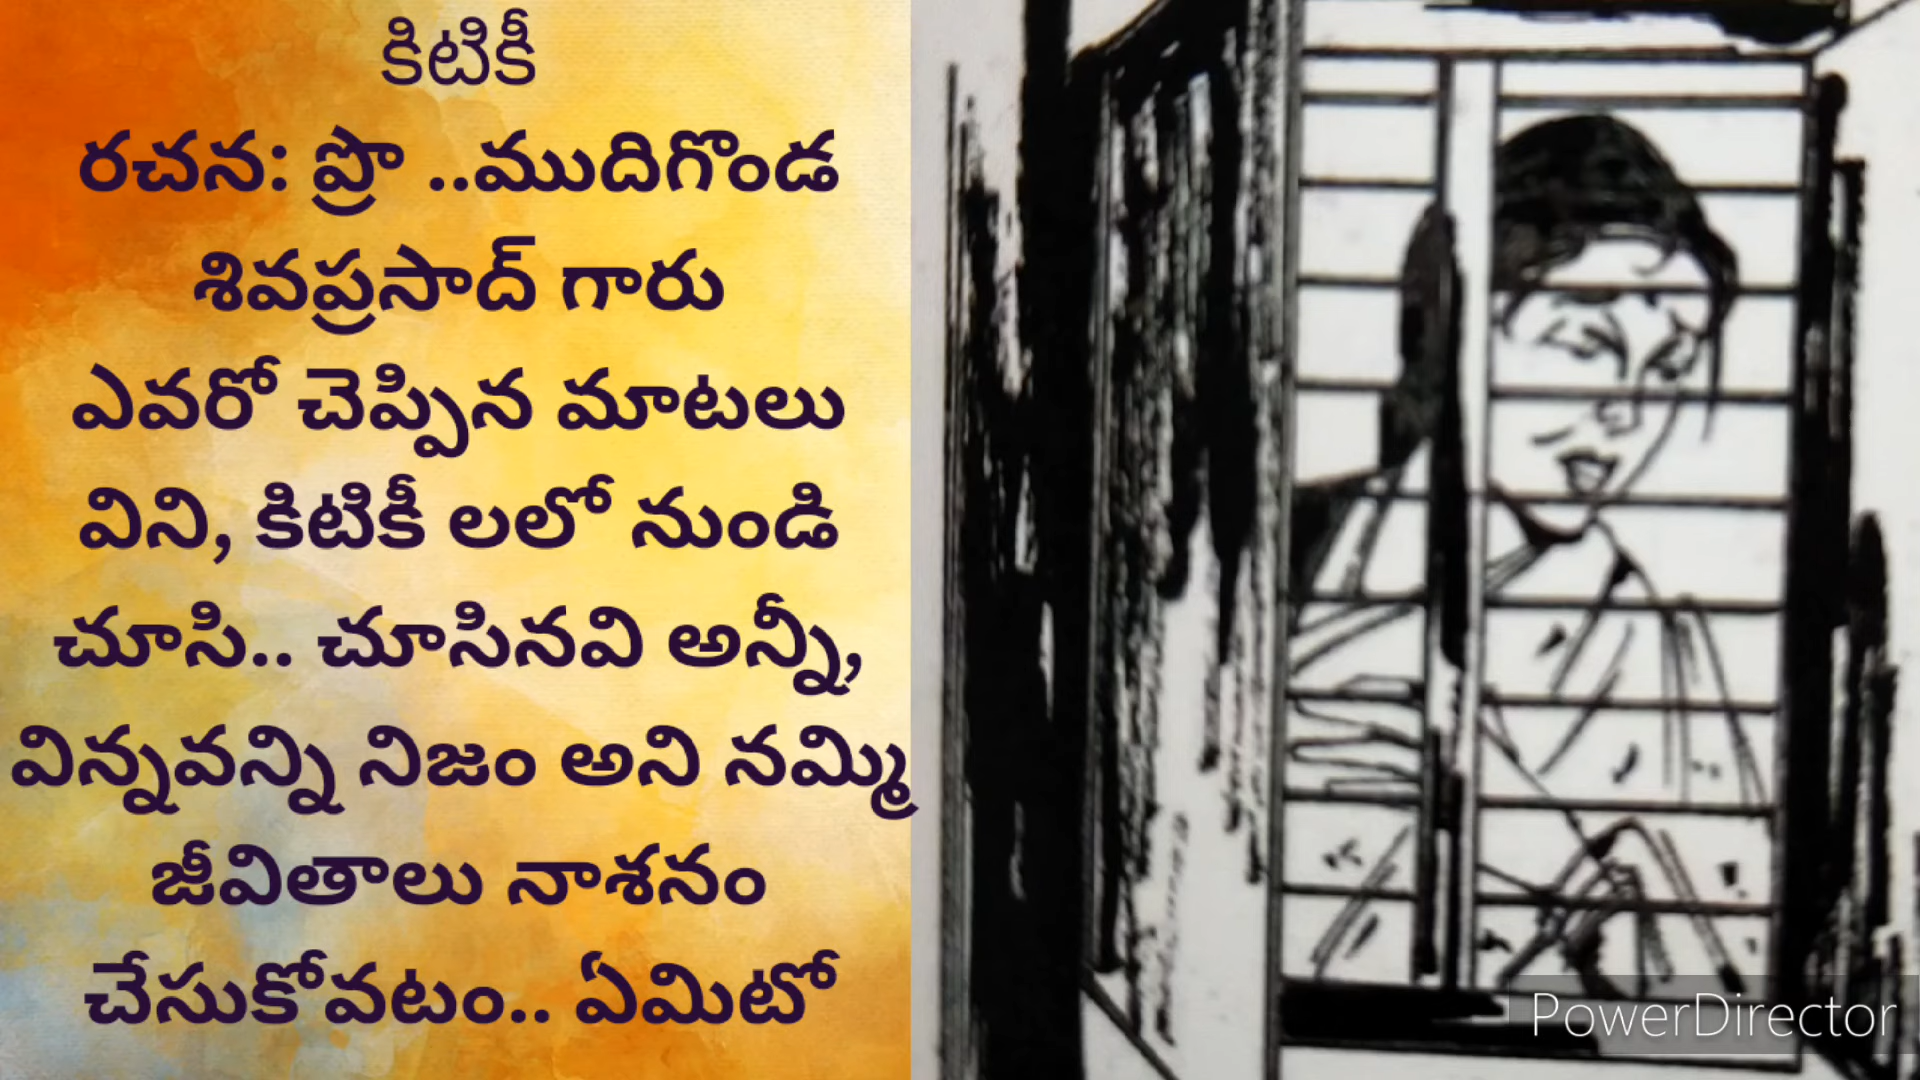 కిటికీ
రచన: ప్రొ ..ముదిగొండ
శివప్రసాద్ గారు
ఎవరో చెప్పిన మాటలు
విని, కిటికీ లలో నుండి
చూసి.. చూసినవి అన్నీ,
విన్నవన్ని నిజం అని నమ్మి
జీవితాలు నాశనం
చేసుకోవటం.. ఏమిటో
PowerDirector